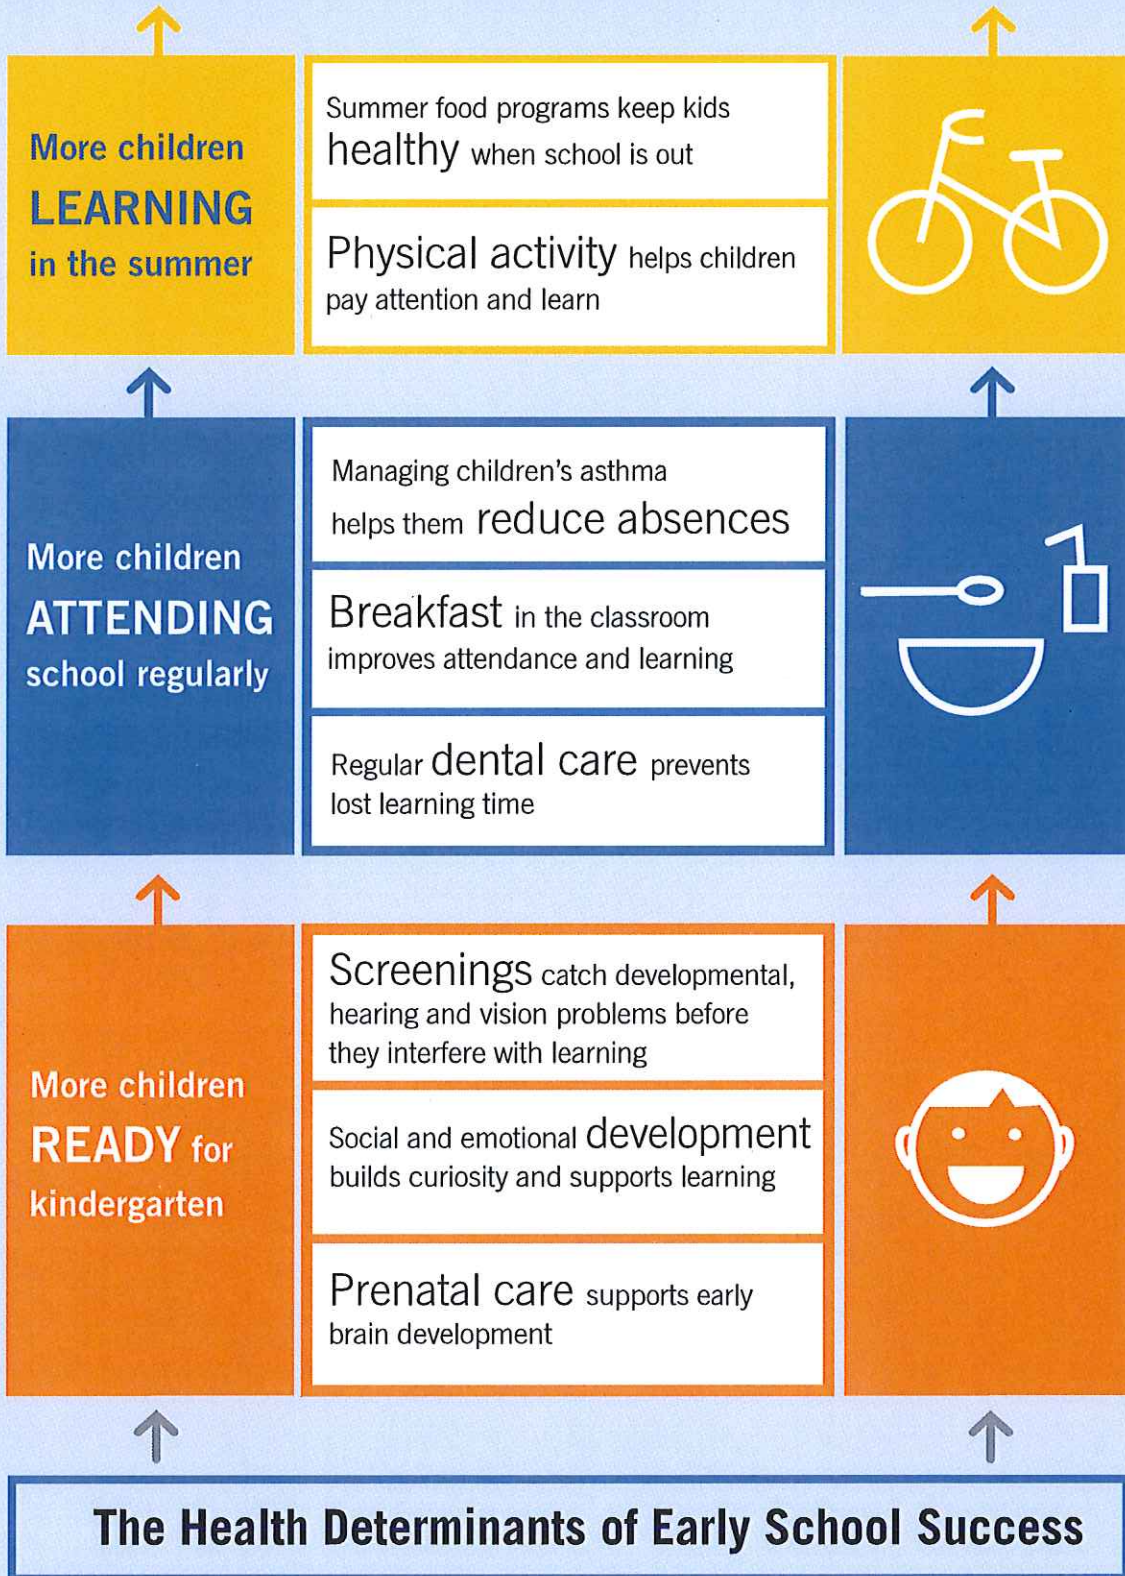 More children
LEARNING
in the summer
Summer food programs keep kids
healthy when school is out
Physical activity helps children
pay attention and learn
More children
ATTENDING
school regularly
Managing children's asthma
helps them reduce absences
Breakfast in the classroom
improves attendance and learning
Regular dental care prevents
lost learning time
More children
READY for
kindergarten
Screenings catch developmental,
hearing and vision problems before
they interfere with learning
Social and emotional development
builds curiosity and supports learning
Prenatal care supports early
brain development
The Health Determinants of Early School Success